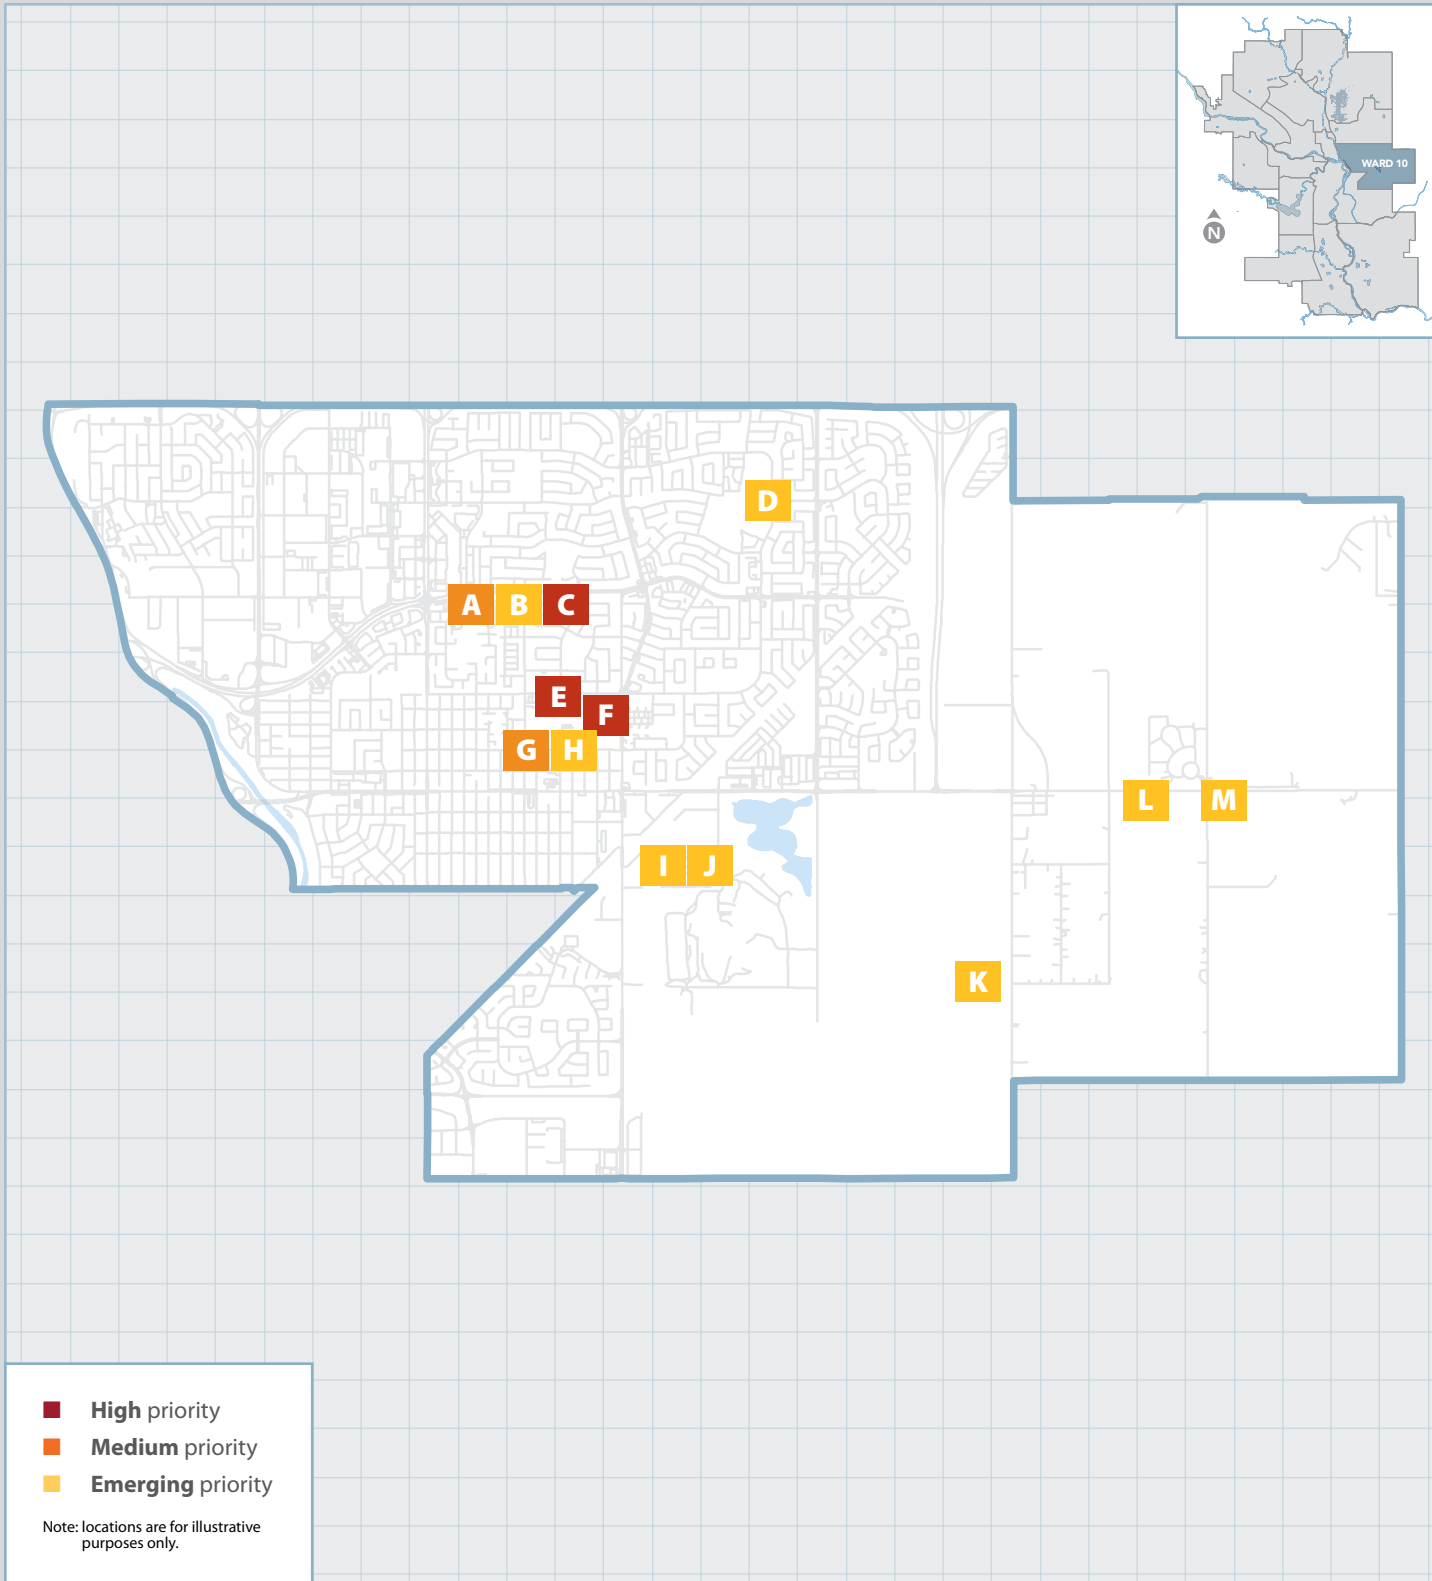 WARD 10
N
D
A B C
E
F
G H
L M
I J
K
High priority
Medium priority
Emerging priority
Note: locations are for illustrative
purposes only.